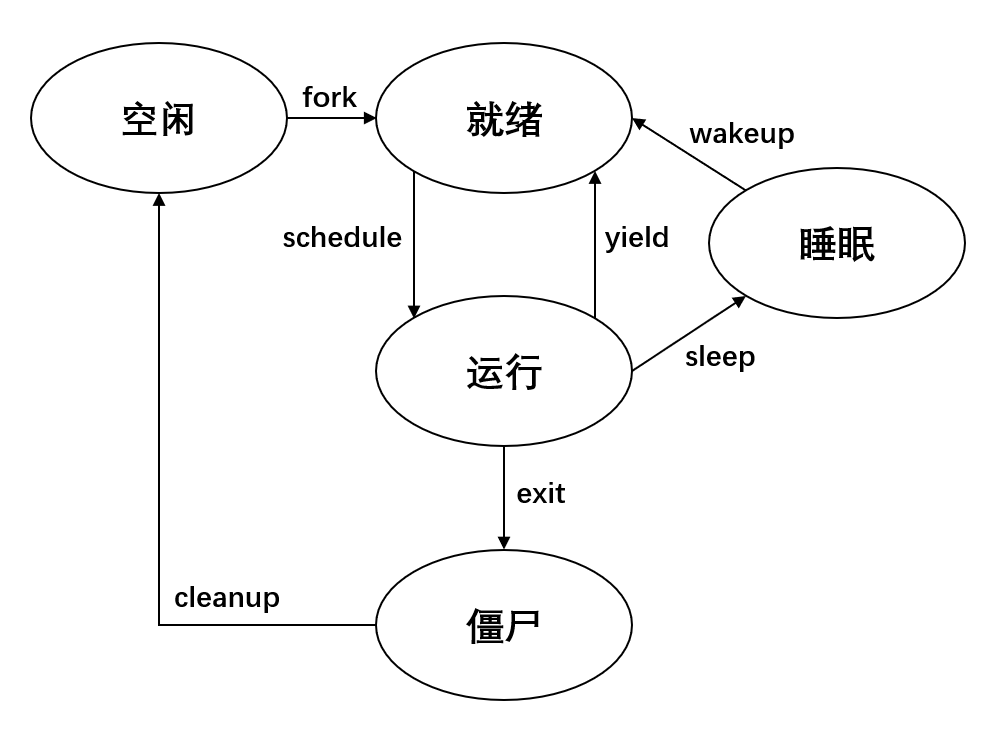 空闲
fork
就绪
wakeup
schedule
yield
睡眠
运行
sleep
exit
cleanup
僵尸